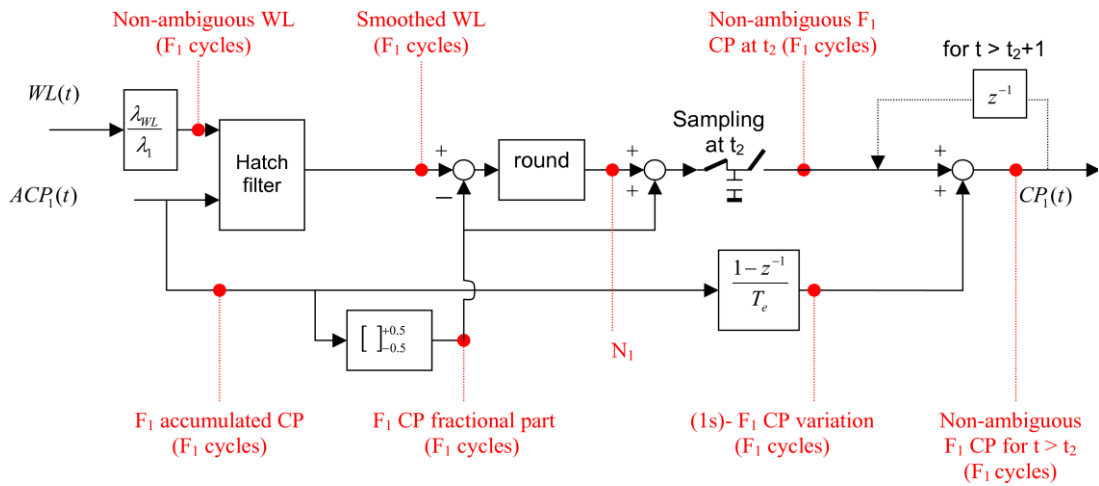 Non-ambiguous WL
(F₁ cycles)
Smoothed WL
(F₁ cycles)
Non-ambiguous F₁
CP at t₂ (F₁ cycles)
for t > t₂+1
z⁻¹
WL(t)
λ_WL
λ₁
Hatch
filter
+
−
round
+
+
Sampling
at t₂
+
+
ACP₁(t)
CP₁(t)
1 − z⁻¹
Tₑ
[ ]
+0.5
−0.5
N₁
F₁ accumulated CP
(F₁ cycles)
F₁ CP fractional part
(F₁ cycles)
(1s)- F₁ CP variation
(F₁ cycles)
Non-ambiguous
F₁ CP for t > t₂
(F₁ cycles)